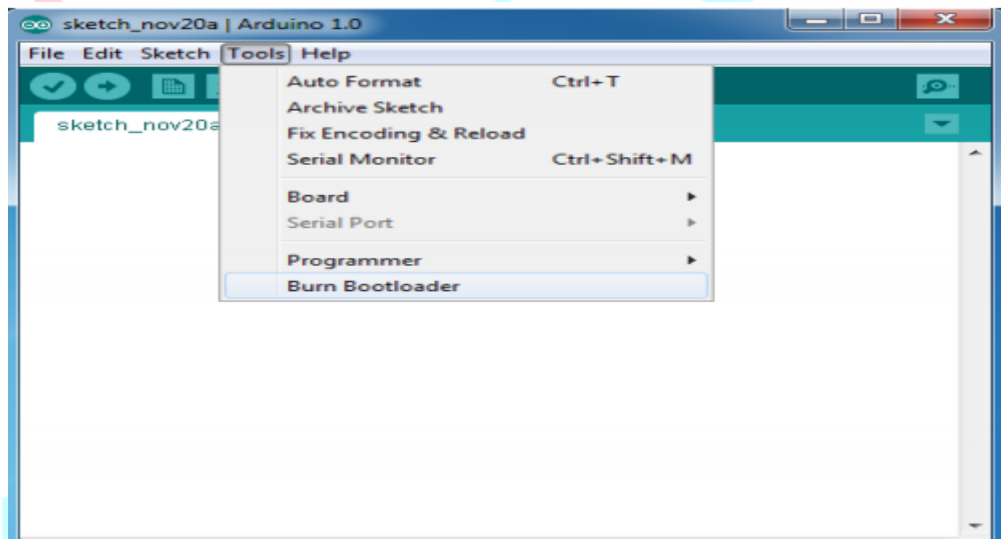 sketch_nov20a | Arduino 1.0
File Edit Sketch Tools Help
Auto Format Ctrl+T
Archive Sketch
sketch_nov20a
Fix Encoding & Reload
Serial Monitor Ctrl+Shift+M
Board
Serial Port
Programmer
Burn Bootloader